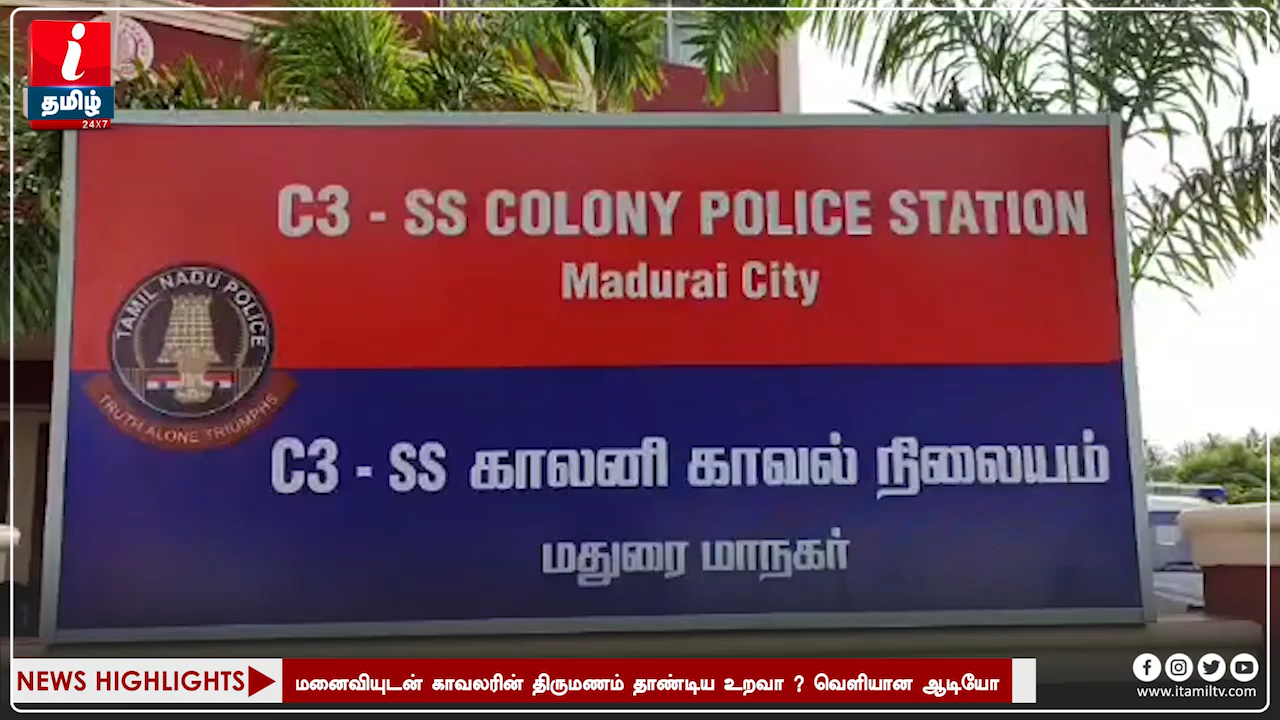 i
தமிழ்
24X7
C3 - SS COLONY POLICE STATION
Madurai City
TAMIL NADU POLICE
TRUTH ALONE TRIUMPHS
C3 - SS காலனி காவல் நிலையம்
மதுரை மாநகர்
NEWS HIGHLIGHTS
மனைவியுடன் காவலரின் திருமணம் தாண்டிய உறவா ? வெளியான ஆடியோ
www.itamiltv.com